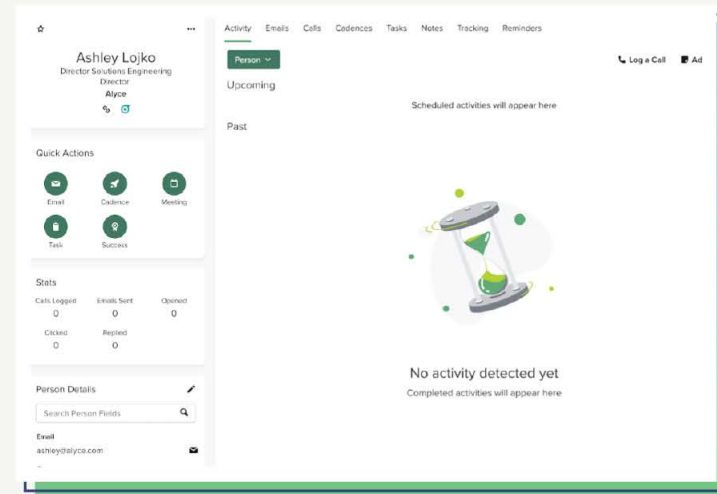 Ashley Lojko
Director Solutions Engineering
Director
Alyce
Quick Actions
Email Cadence Meeting
Task Success
Stats
Calls Logged Emails Sent Opened
0 0 0
Clicked Replied
0 0
Person Details
Search Person Fields
Email
ashley@alyce.com
Activity Emails Calls Cadences Tasks Notes Tracking Reminders
Person
Log a Call Ad
Upcoming
Scheduled activities will appear here
Past
No activity detected yet
Completed activities will appear here